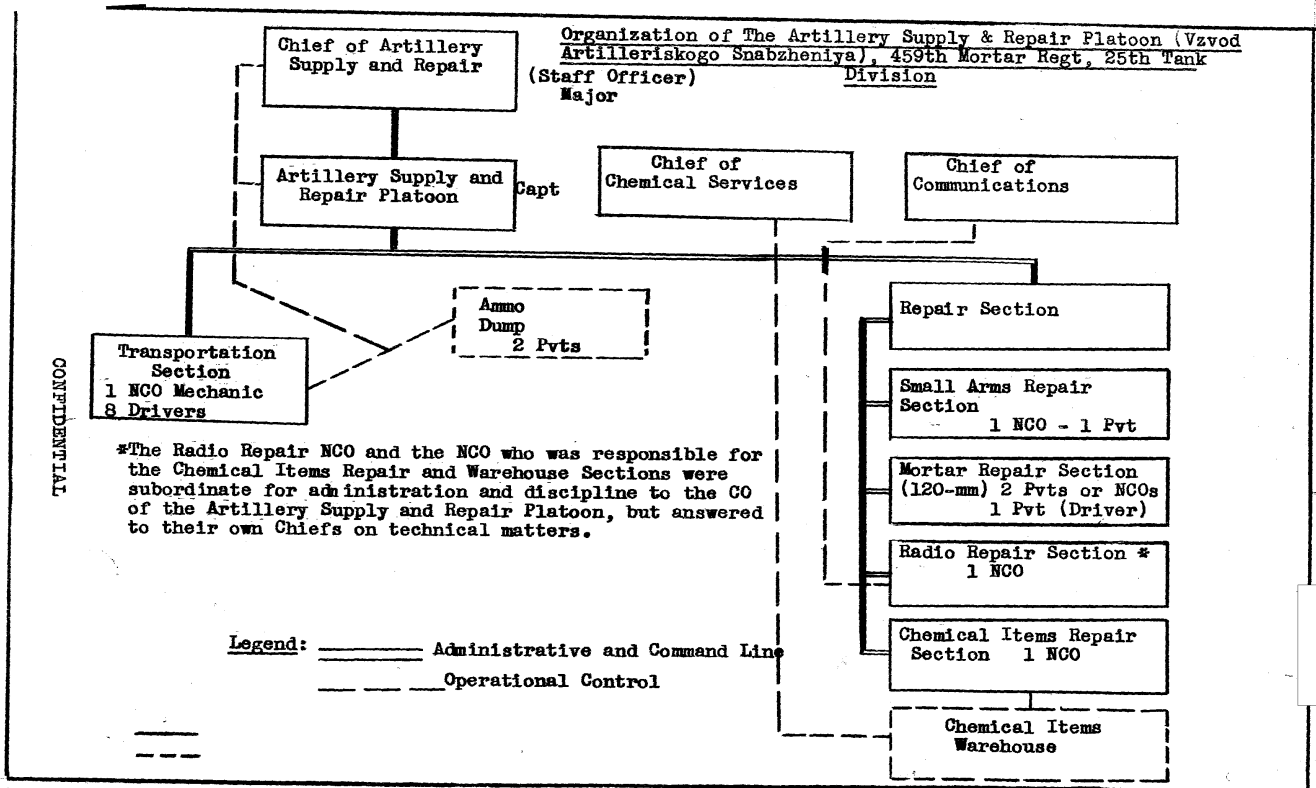 Organization of The Artillery Supply & Repair Platoon (Vzvod
Artilleriskogo Snabzheniya), 459th Mortar Regt, 25th Tank
Division
Chief of Artillery
Supply and Repair
(Staff Officer)
Major
Artillery Supply and
Repair Platoon
Capt
Chief of
Chemical Services
Chief of
Communications
Ammo
Dump
2 Pvts
Transportation
Section
1 NCO Mechanic
8 Drivers
Repair Section
Small Arms Repair
Section
1 NCO - 1 Pvt
Mortar Repair Section
(120-mm) 2 Pvts or NCOs
1 Pvt (Driver)
Radio Repair Section *
1 NCO
Chemical Items Repair
Section 1 NCO
Chemical Items
Warehouse
*The Radio Repair NCO and the NCO who was responsible for
the Chemical Items Repair and Warehouse Sections were
subordinate for administration and discipline to the CO
of the Artillery Supply and Repair Platoon, but answered
to their own Chiefs on technical matters.
Legend:
Administrative and Command Line
Operational Control
CONFIDENTIAL